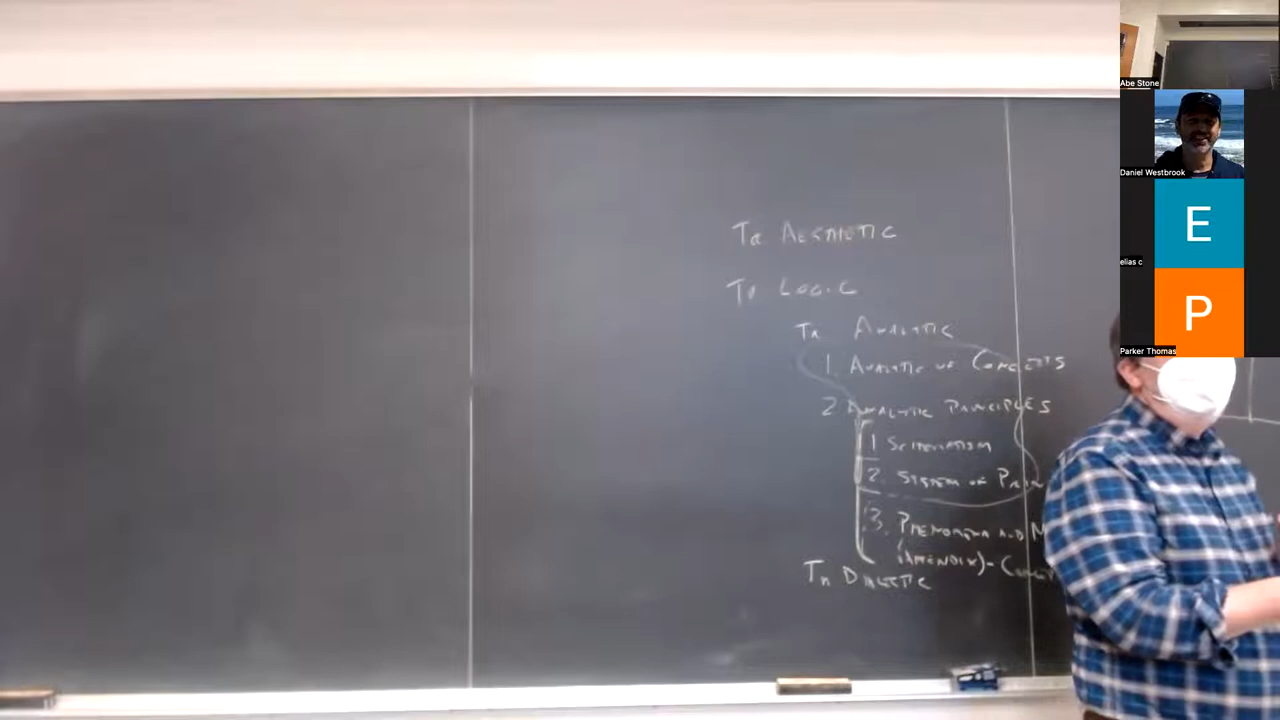 Tr AESTHETIC
Tr LOGIC
Tr ANALYTIC
1. ANALYTIC OF CONCEPTS
2 ANALYTIC PRINCIPLES
1 SCHEMATISM
2. SYSTEM OF PRIN
3. PHENOMENA AND N
(APPENDIX) -
Tr DIALECTIC
Abe Stone
Daniel Westbrook
E
elias c
P
Parker Thomas